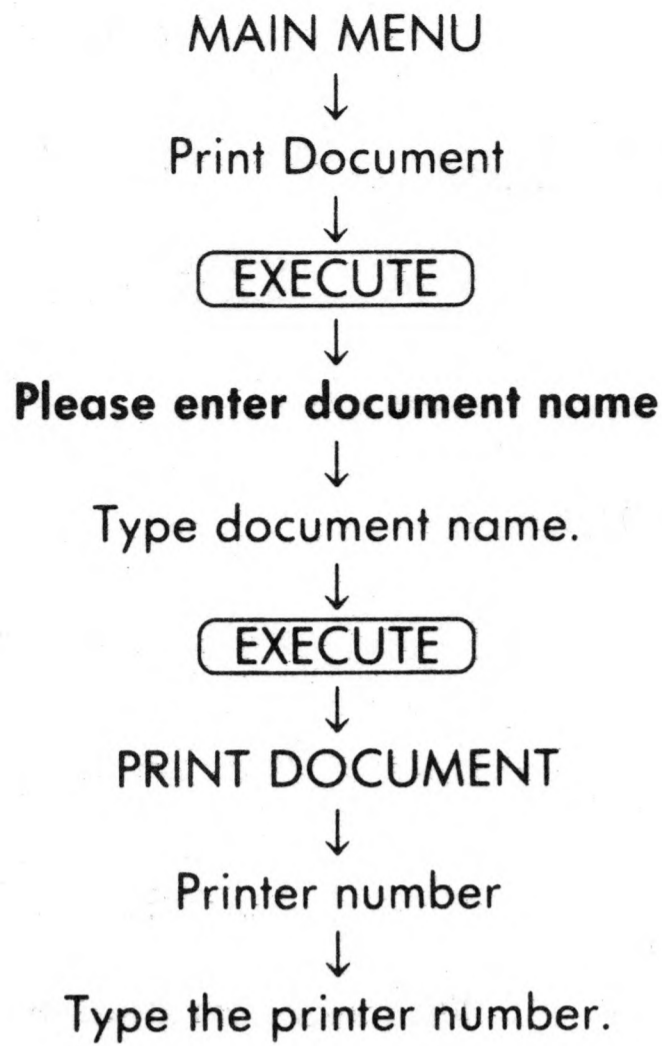 MAIN MENU
Print Document
EXECUTE
Please enter document name
Type document name.
EXECUTE
PRINT DOCUMENT
Printer number
Type the printer number.